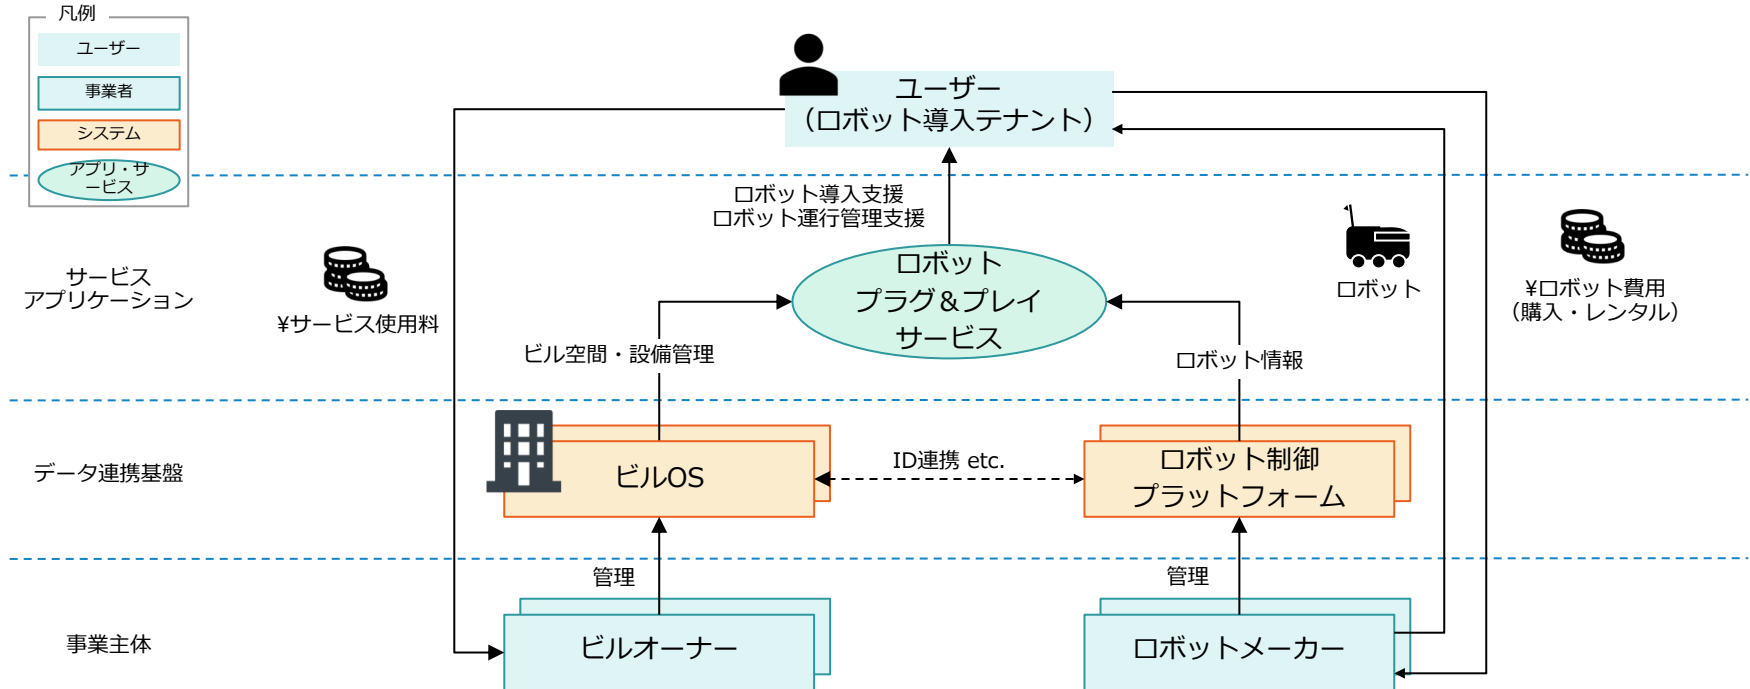 凡例
ユーザー
事業者
システム
アプリ・サ
ービス
ユーザー
（ロボット導入テナント）
ロボット導入支援
ロボット運行管理支援
サービス
アプリケーション
¥サービス使用料
ロボット
プラグ＆プレイ
サービス
ロボット
¥ロボット費用
（購入・レンタル）
ビル空間・設備管理
ロボット情報
データ連携基盤
ビルOS
ID連携 etc.
ロボット制御
プラットフォーム
管理
管理
事業主体
ビルオーナー
ロボットメーカー